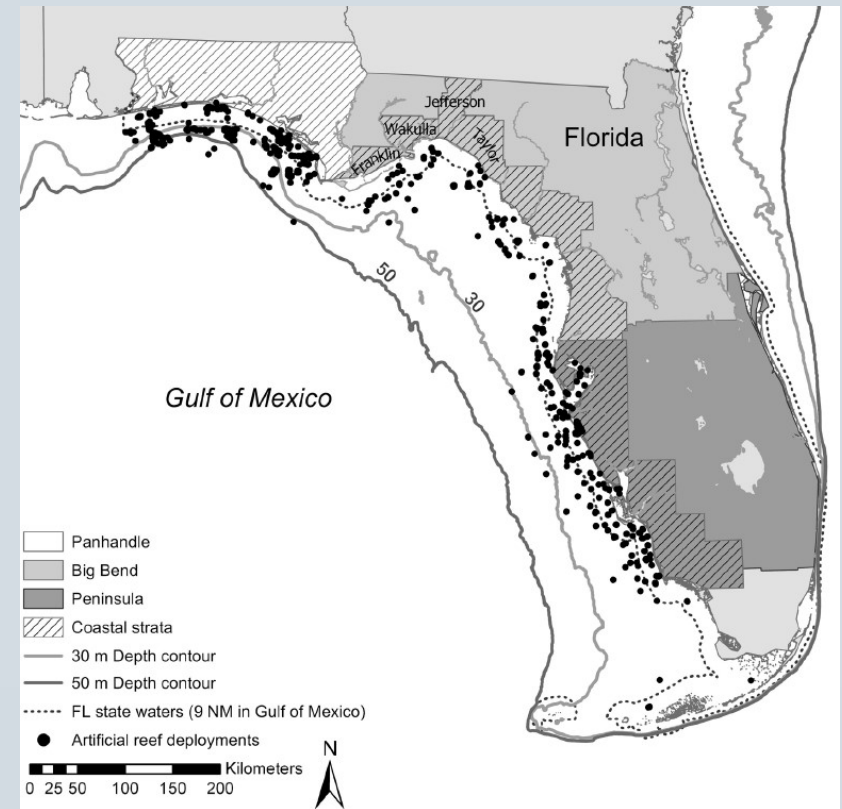 Jefferson
Wakulla
Franklin
Taylor
Florida
50
30
Gulf of Mexico
Panhandle
Big Bend
Peninsula
Coastal strata
30 m Depth contour
50 m Depth contour
FL state waters (9 NM in Gulf of Mexico)
Artificial reef deployments
N
Kilometers
0 25 50 100 150 200